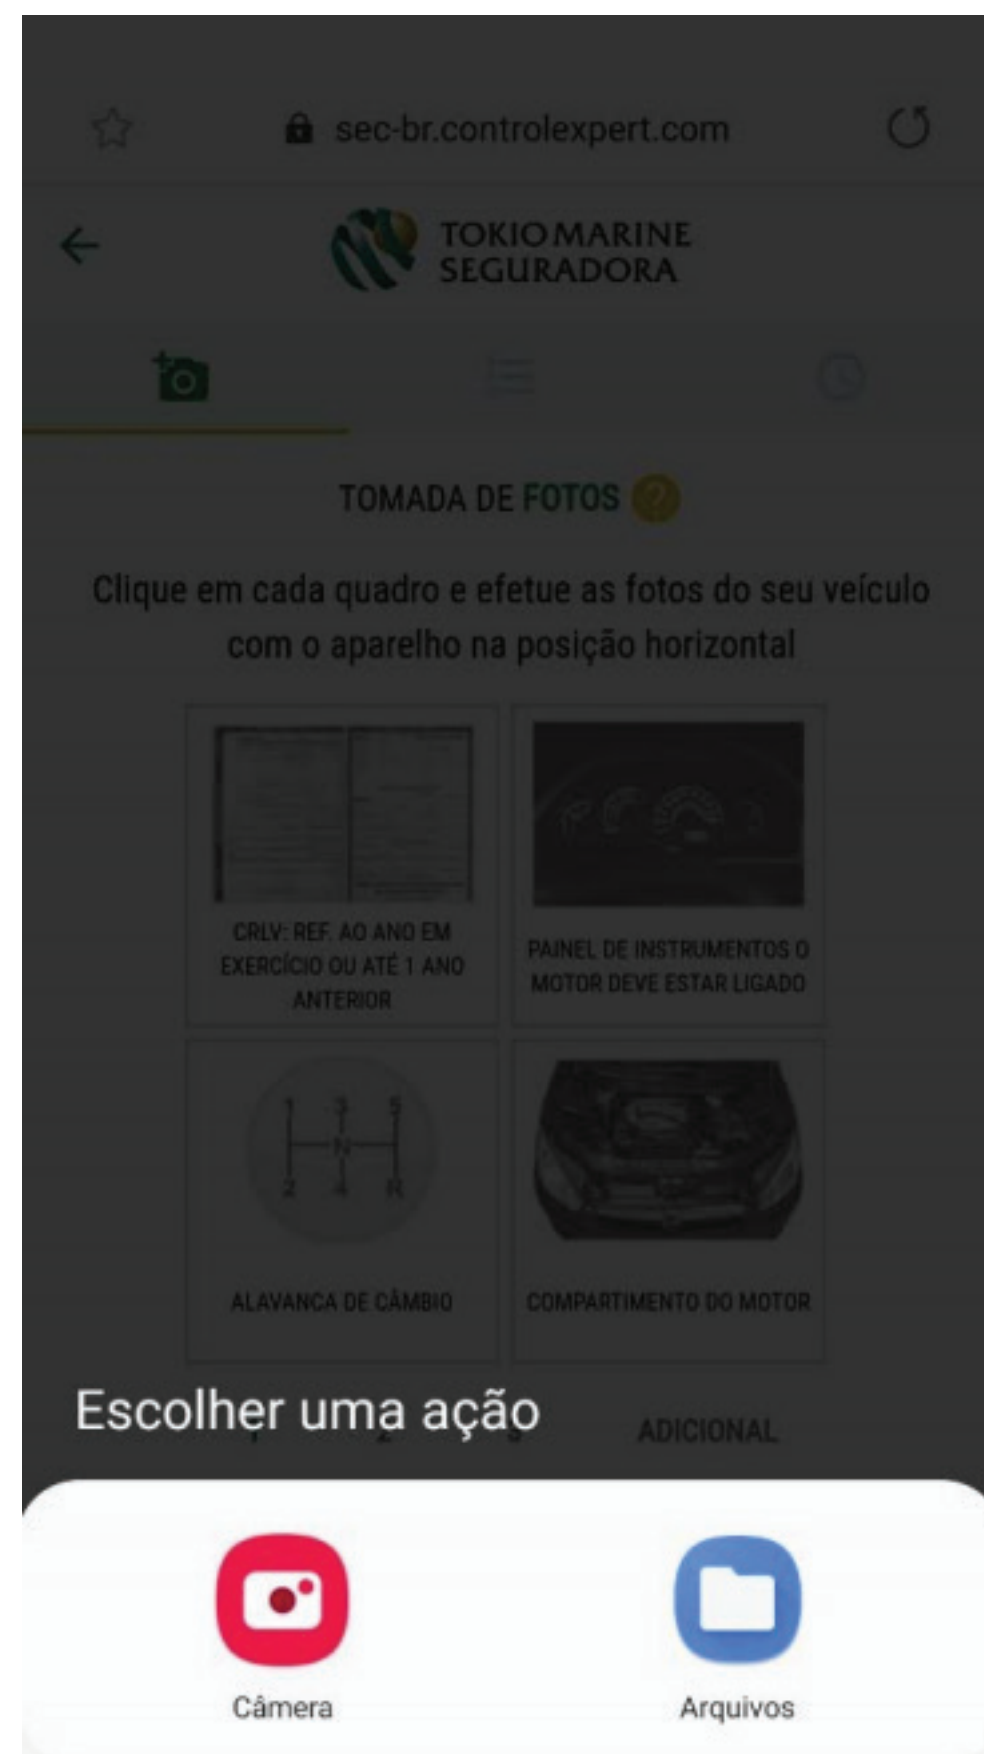 sec-br.controlexpert.com
TOKIO MARINE
SEGURADORA
TOMADA DE FOTOS ?
Clique em cada quadro e efetue as fotos do seu veículo
com o aparelho na posição horizontal
CRLV: REF. AO ANO EM
EXERCÍCIO OU ATÉ 1 ANO
ANTERIOR
PAINEL DE INSTRUMENTOS O
MOTOR DEVE ESTAR LIGADO
1 3 5
N
2 4 R
ALAVANCA DE CÂMBIO
COMPARTIMENTO DO MOTOR
Escolher uma ação
1 2 3 ADICIONAL
Câmera
Arquivos